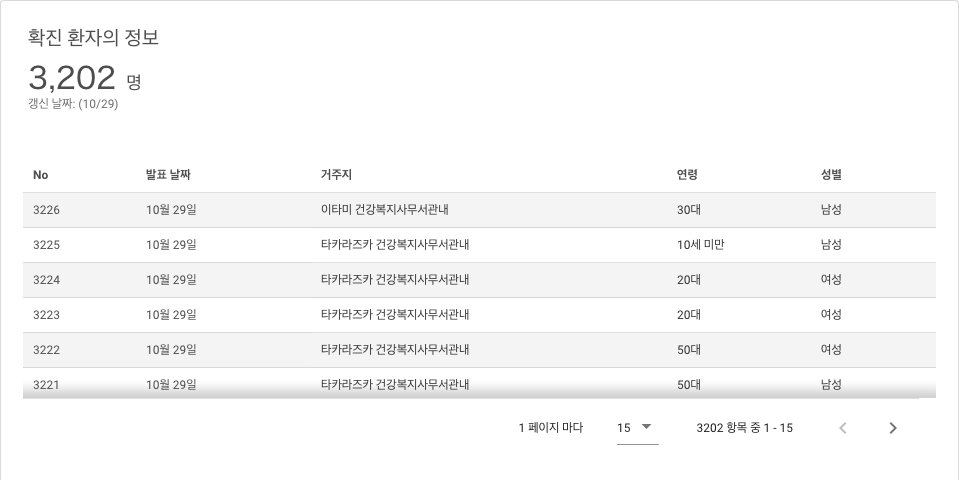 확진 환자의 정보
3,202 명
갱신 날짜: (10/29)
No 발표 날짜 거주지 연령 성별
3226 10월 29일 이타미 건강복지사무서관내 30대 남성
3225 10월 29일 타카라즈카 건강복지사무서관내 10세 미만 남성
3224 10월 29일 타카라즈카 건강복지사무서관내 20대 여성
3223 10월 29일 타카라즈카 건강복지사무서관내 20대 여성
3222 10월 29일 타카라즈카 건강복지사무서관내 50대 여성
3221 10월 29일 타카라즈카 건강복지사무서관내 50대 남성
1 페이지 마다 15 3202 항목 중 1 - 15